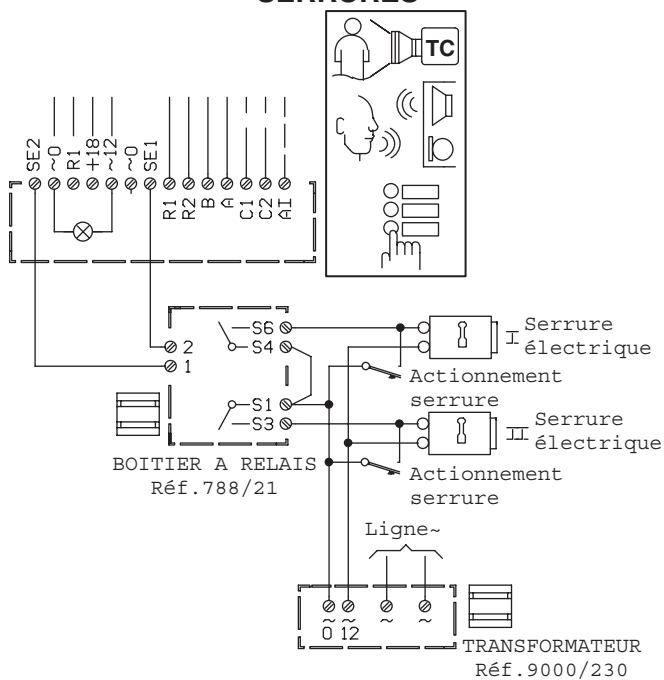 SERRURES
TC
SE2
~0
R1
+18
~12
~0
SE1
R1
R2
B
A
C1
C2
AI
S6
S4
2
1
S1
S3
I
Serrure
électrique
Actionnement
serrure
II
Serrure
électrique
Actionnement
serrure
BOITIER A RELAIS
Réf.788/21
Ligne~
~ ~ ~ ~
0 12
TRANSFORMATEUR
Réf.9000/230